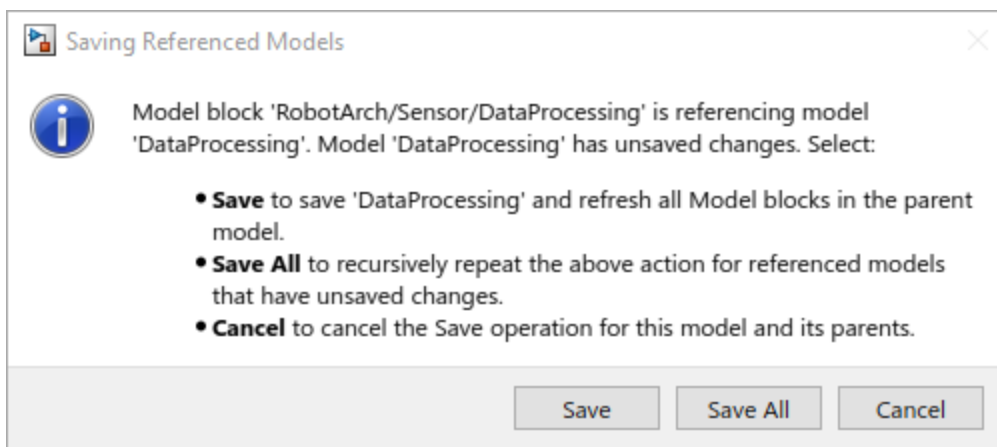 Saving Referenced Models
Model block 'RobotArch/Sensor/DataProcessing' is referencing model
'DataProcessing'. Model 'DataProcessing' has unsaved changes. Select:
• Save to save 'DataProcessing' and refresh all Model blocks in the parent
model.
• Save All to recursively repeat the above action for referenced models
that have unsaved changes.
• Cancel to cancel the Save operation for this model and its parents.
Save Save All Cancel